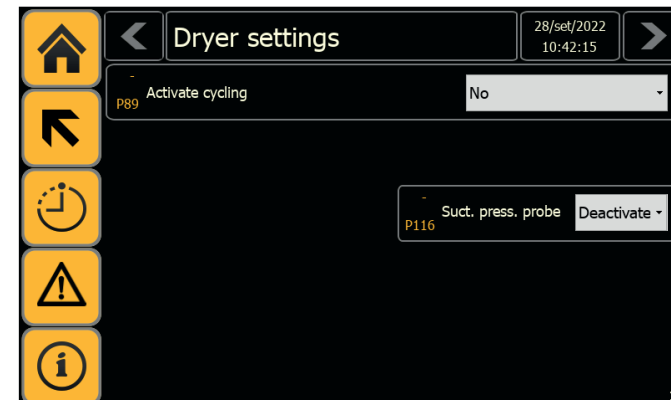 Dryer settings
28/set/2022
10:42:15
-
P89 Activate cycling No
-
P116 Suct. press. probe Deactivate
i